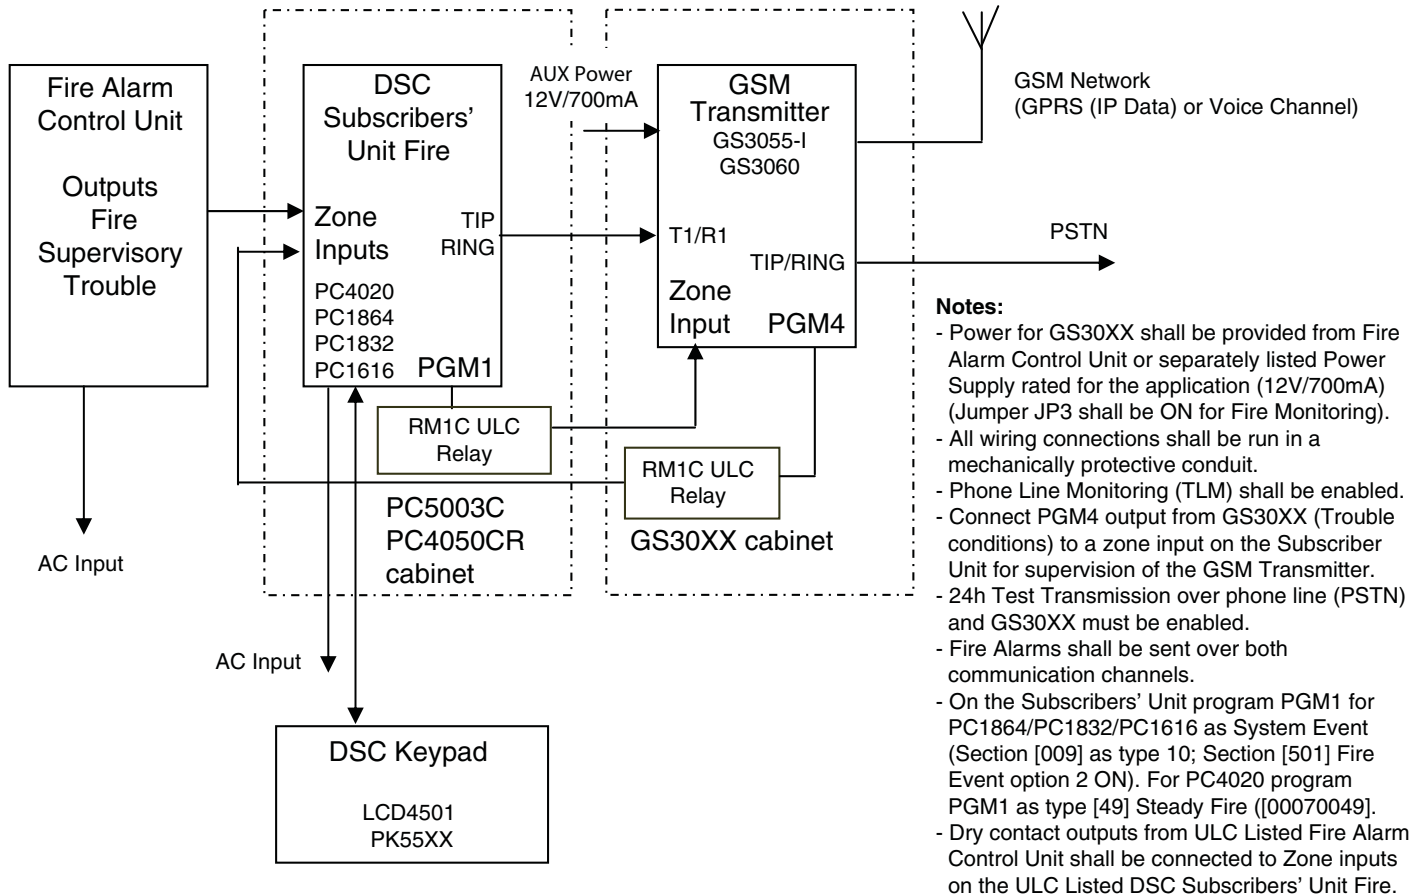 Fire Alarm
Control Unit
Outputs
Fire
Supervisory
Trouble
AC Input
DSC
Subscribers'
Unit Fire
Zone
Inputs
TIP
RING
PC4020
PC1864
PC1832
PC1616
PGM1
RM1C ULC
Relay
PC5003C
PC4050CR
cabinet
AC Input
DSC Keypad
LCD4501
PK55XX
AUX Power
12V/700mA
GSM
Transmitter
GS3055-I
GS3060
T1/R1
TIP/RING
Zone
Input
PGM4
RM1C ULC
Relay
GS30XX cabinet
GSM Network
(GPRS (IP Data) or Voice Channel)
PSTN
Notes:
- Power for GS30XX shall be provided from Fire
Alarm Control Unit or separately listed Power
Supply rated for the application (12V/700mA)
(Jumper JP3 shall be ON for Fire Monitoring).
- All wiring connections shall be run in a
mechanically protective conduit.
- Phone Line Monitoring (TLM) shall be enabled.
- Connect PGM4 output from GS30XX (Trouble
conditions) to a zone input on the Subscriber
Unit for supervision of the GSM Transmitter.
- 24h Test Transmission over phone line (PSTN)
and GS30XX must be enabled.
- Fire Alarms shall be sent over both
communication channels.
- On the Subscribers' Unit program PGM1 for
PC1864/PC1832/PC1616 as System Event
(Section [009] as type 10; Section [501] Fire
Event option 2 ON). For PC4020 program
PGM1 as type [49] Steady Fire ([00070049].
- Dry contact outputs from ULC Listed Fire Alarm
Control Unit shall be connected to Zone inputs
on the ULC Listed DSC Subscribers' Unit Fire.